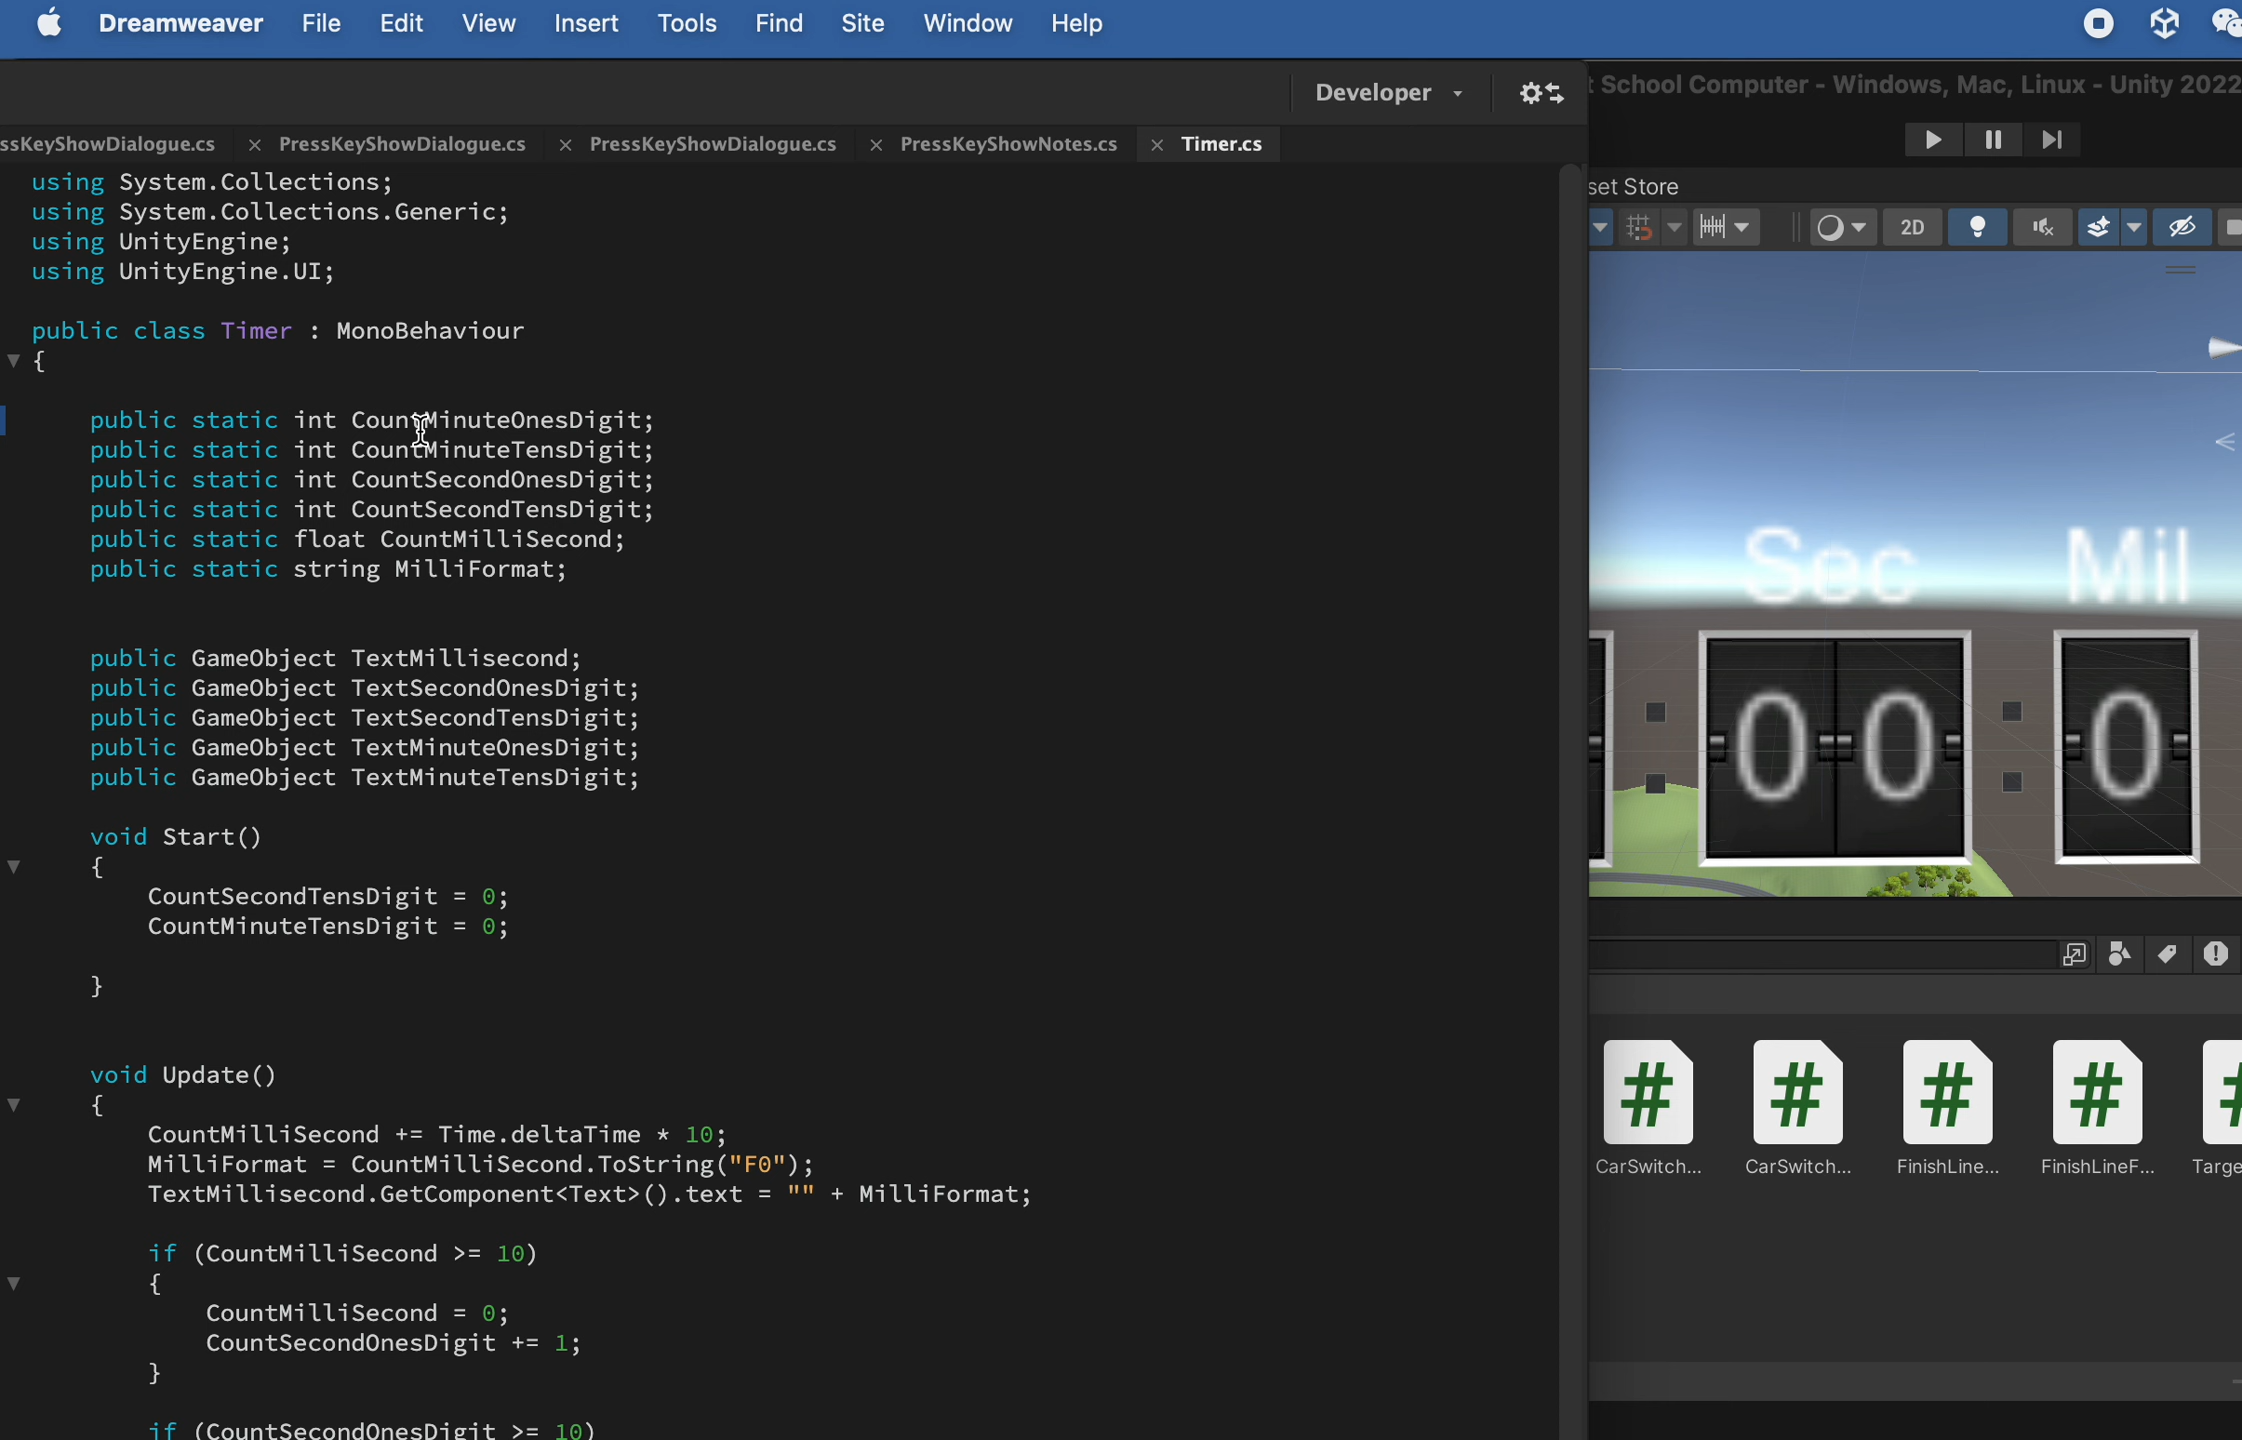 Dreamweaver File Edit View Insert Tools Find Site Window Help
Developer
t School Computer - Windows, Mac, Linux - Unity 2022
ssKeyShowDialogue.cs × PressKeyShowDialogue.cs × PressKeyShowDialogue.cs × PressKeyShowNotes.cs × Timer.cs
using System.Collections;
using System.Collections.Generic;
using UnityEngine;
using UnityEngine.UI;
public class Timer : MonoBehaviour
{
public static int CountMinuteOnesDigit;
public static int CountMinuteTensDigit;
public static int CountSecondOnesDigit;
public static int CountSecondTensDigit;
public static float CountMilliSecond;
public static string MilliFormat;
public GameObject TextMillisecond;
public GameObject TextSecondOnesDigit;
public GameObject TextSecondTensDigit;
public GameObject TextMinuteOnesDigit;
public GameObject TextMinuteTensDigit;
void Start()
{
CountSecondTensDigit = 0;
CountMinuteTensDigit = 0;
}
void Update()
{
CountMilliSecond += Time.deltaTime * 10;
MilliFormat = CountMilliSecond.ToString("F0");
TextMillisecond.GetComponent<Text>().text = "" + MilliFormat;
if (CountMilliSecond >= 10)
{
CountMilliSecond = 0;
CountSecondOnesDigit += 1;
}
if (CountSecondOnesDigit >= 10)
set Store
2D
Sec Mil
0 0 0
CarSwitch... CarSwitch... FinishLine... FinishLineF... Targe